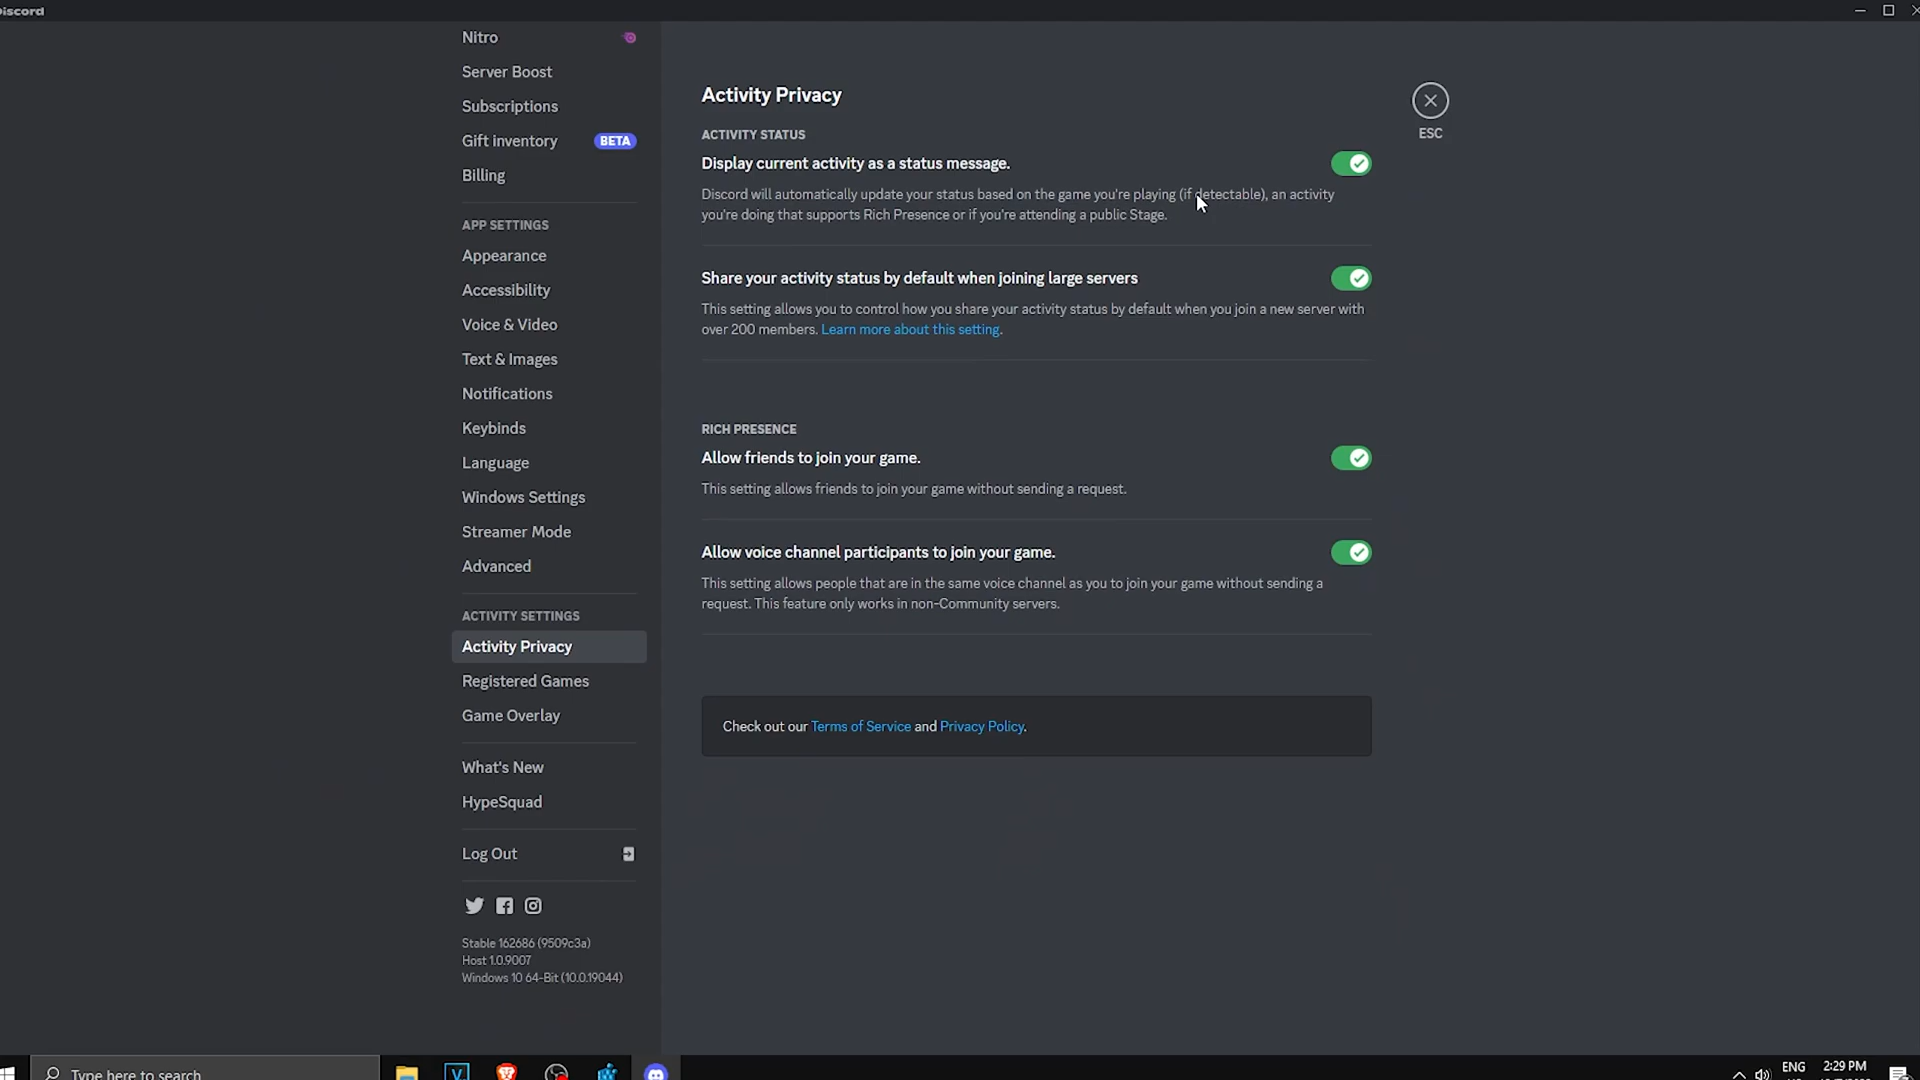 Discord
Nitro
Server Boost
Subscriptions
Gift inventory BETA
Billing
APP SETTINGS
Appearance
Accessibility
Voice & Video
Text & Images
Notifications
Keybinds
Language
Windows Settings
Streamer Mode
Advanced
ACTIVITY SETTINGS
Activity Privacy
Registered Games
Game Overlay
What's New
HypeSquad
Log Out
Stable 162686 (9509c3a)
Host 1.0.9007
Windows 10 64-Bit (10.0.19044)
Activity Privacy
ACTIVITY STATUS
Display current activity as a status message.
Discord will automatically update your status based on the game you're playing (if detectable), an activity
you're doing that supports Rich Presence or if you're attending a public Stage.
Share your activity status by default when joining large servers
This setting allows you to control how you share your activity status by default when you join a new server with
over 200 members. Learn more about this setting.
RICH PRESENCE
Allow friends to join your game.
This setting allows friends to join your game without sending a request.
Allow voice channel participants to join your game.
This setting allows people that are in the same voice channel as you to join your game without sending a
request. This feature only works in non-Community servers.
Check out our Terms of Service and Privacy Policy.
ESC
Type here to search
V
ENG
2:29 PM